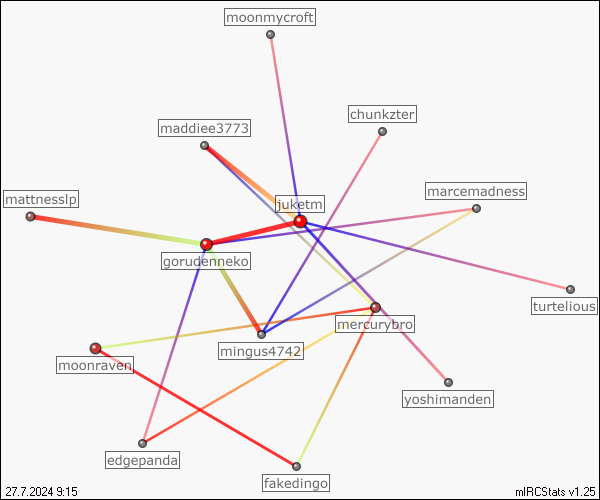 moonmycroft
chunkzter
maddiee3773
marcemadness
mattnesslp
juketm
gorudenneko
turtelious
mercurybro
mingus4742
moonraven
yoshimanden
edgepanda
fakedingo
27.7.2024 9:15
mIRCStats v1.25